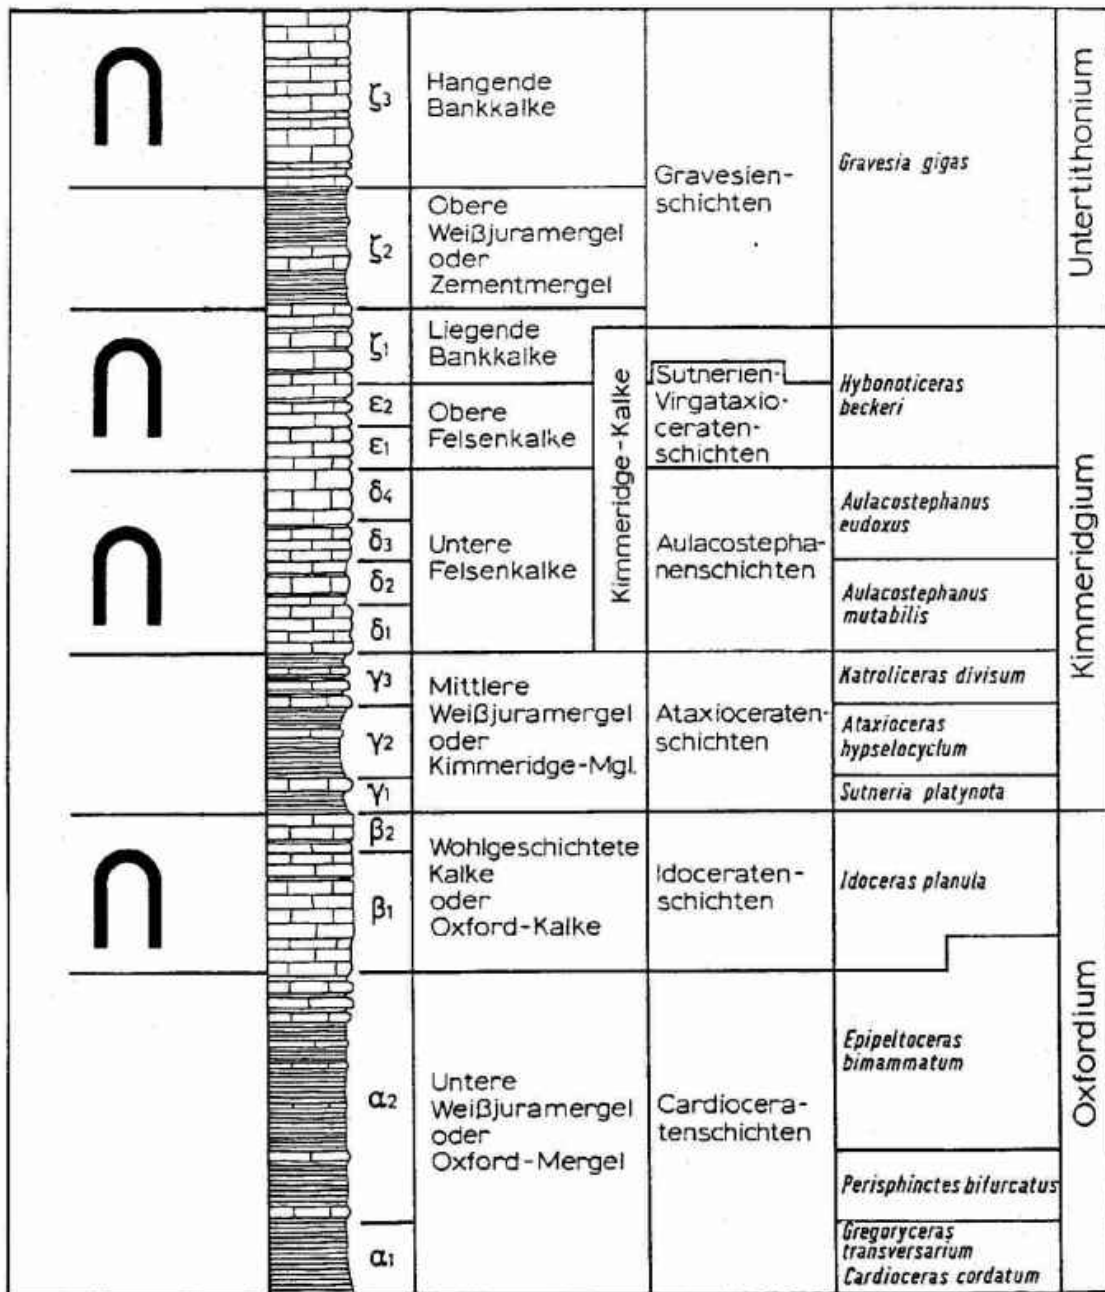 ζ3
Hangende
Bankkalke
Gravesien-
schichten
Gravesia gigas
Untertithonium
ζ2
Obere
Weißjuramergel
oder
Zementmergel
ζ1
Liegende
Bankkalke
Kimmeridge-Kalke
Sutnerien-
Virgataxio-
ceraten-
schichten
Hybonoticeras
beckeri
Kimmeridgium
ε2
ε1
Obere
Felsenkalke
δ4
δ3
δ2
δ1
Untere
Felsenkalke
Aulacostepha-
nenschichten
Aulacostephanus
eudoxus
Aulacostephanus
mutabilis
γ3
γ2
γ1
Mittlere
Weißjuramergel
oder
Kimmeridge-Mgl.
Ataxioceraten-
schichten
Katroliceras divisum
Ataxioceras
hypselocyclum
Sutneria platynota
β2
β1
Wohlgeschichtete
Kalke
oder
Oxford-Kalke
Idoceraten-
schichten
Idoceras planula
Oxfordium
α2
α1
Untere
Weißjuramergel
oder
Oxford-Mergel
Cardiocera-
tenschichten
Epipeltoceras
bimammatum
Perisphinctes bifurcatus
Gregoryceras
transversarium
Cardioceras cordatum